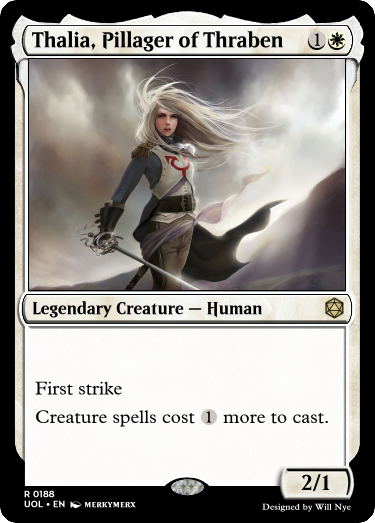 Thalia, Pillager of Thraben 1
Legendary Creature — Human
First strike
Creature spells cost 1 more to cast.
2/1
R 0188
UOL • EN MERKYMERX
Designed by Will Nye